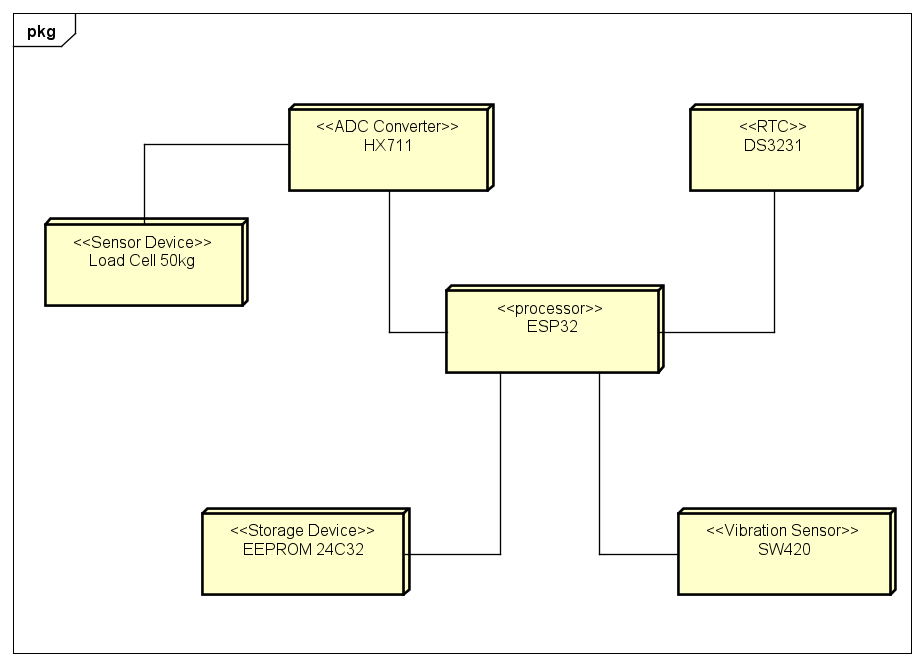 pkg
<<ADC Converter>>
HX711
<<RTC>>
DS3231
<<Sensor Device>>
Load Cell 50kg
<<processor>>
ESP32
<<Storage Device>>
EEPROM 24C32
<<Vibration Sensor>>
SW420